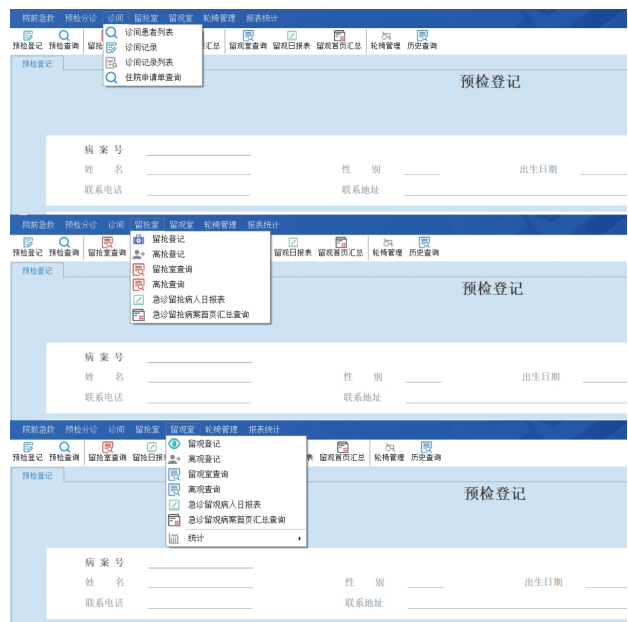 院前急救 预检分诊 诊间 留抢室 留观室 轮椅管理 报表统计
诊间患者列表
诊间记录
诊间记录列表
住院申请单查询
预检登记 预检查询 留抢 汇总 留观室查询 留观日报表 留观首页汇总 轮椅管理 历史查询
预检登记
预检登记
病案号
姓名 性别 出生日期
联系电话 联系地址
院前急救 预检分诊 诊间 留抢室 留观室 轮椅管理 报表统计
留抢登记
离抢登记
留抢室查询
离抢查询
急诊留抢病人日报表
急诊留抢病案首页汇总查询
预检登记 预检查询 留抢室查询 留观日报表 留观首页汇总 轮椅管理 历史查询
预检登记
预检登记
病案号
姓名 性别 出生日期
联系电话 联系地址
院前急救 预检分诊 诊间 留抢室 留观室 轮椅管理 报表统计
留观登记
离观登记
留观室查询
离观查询
急诊留观病人日报表
急诊留观病案首页汇总查询
统计
预检登记 预检查询 留抢室查询 留抢日报 表 留观首页汇总 轮椅管理 历史查询
预检登记
预检登记
病案号
姓名 性别 出生日期
联系电话 联系地址